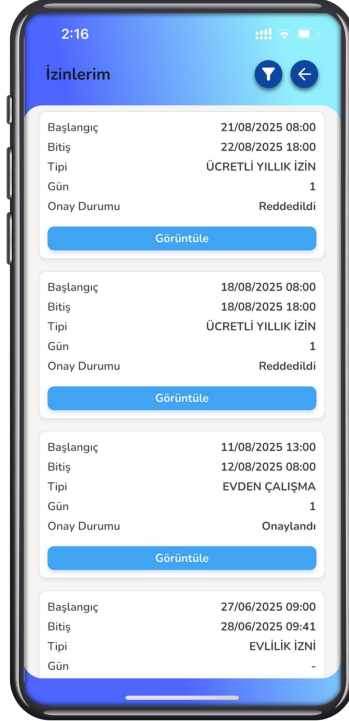 2:16
İzinlerim
Başlangıç 21/08/2025 08:00
Bitiş 22/08/2025 18:00
Tipi ÜCRETLİ YILLIK İZİN
Gün 1
Onay Durumu Reddedildi
Görüntüle
Başlangıç 18/08/2025 08:00
Bitiş 18/08/2025 18:00
Tipi ÜCRETLİ YILLIK İZİN
Gün 1
Onay Durumu Reddedildi
Görüntüle
Başlangıç 11/08/2025 13:00
Bitiş 12/08/2025 08:00
Tipi EVDEN ÇALIŞMA
Gün 1
Onay Durumu Onaylandı
Görüntüle
Başlangıç 27/06/2025 09:00
Bitiş 28/06/2025 09:41
Tipi EVLİLİK İZNİ
Gün -